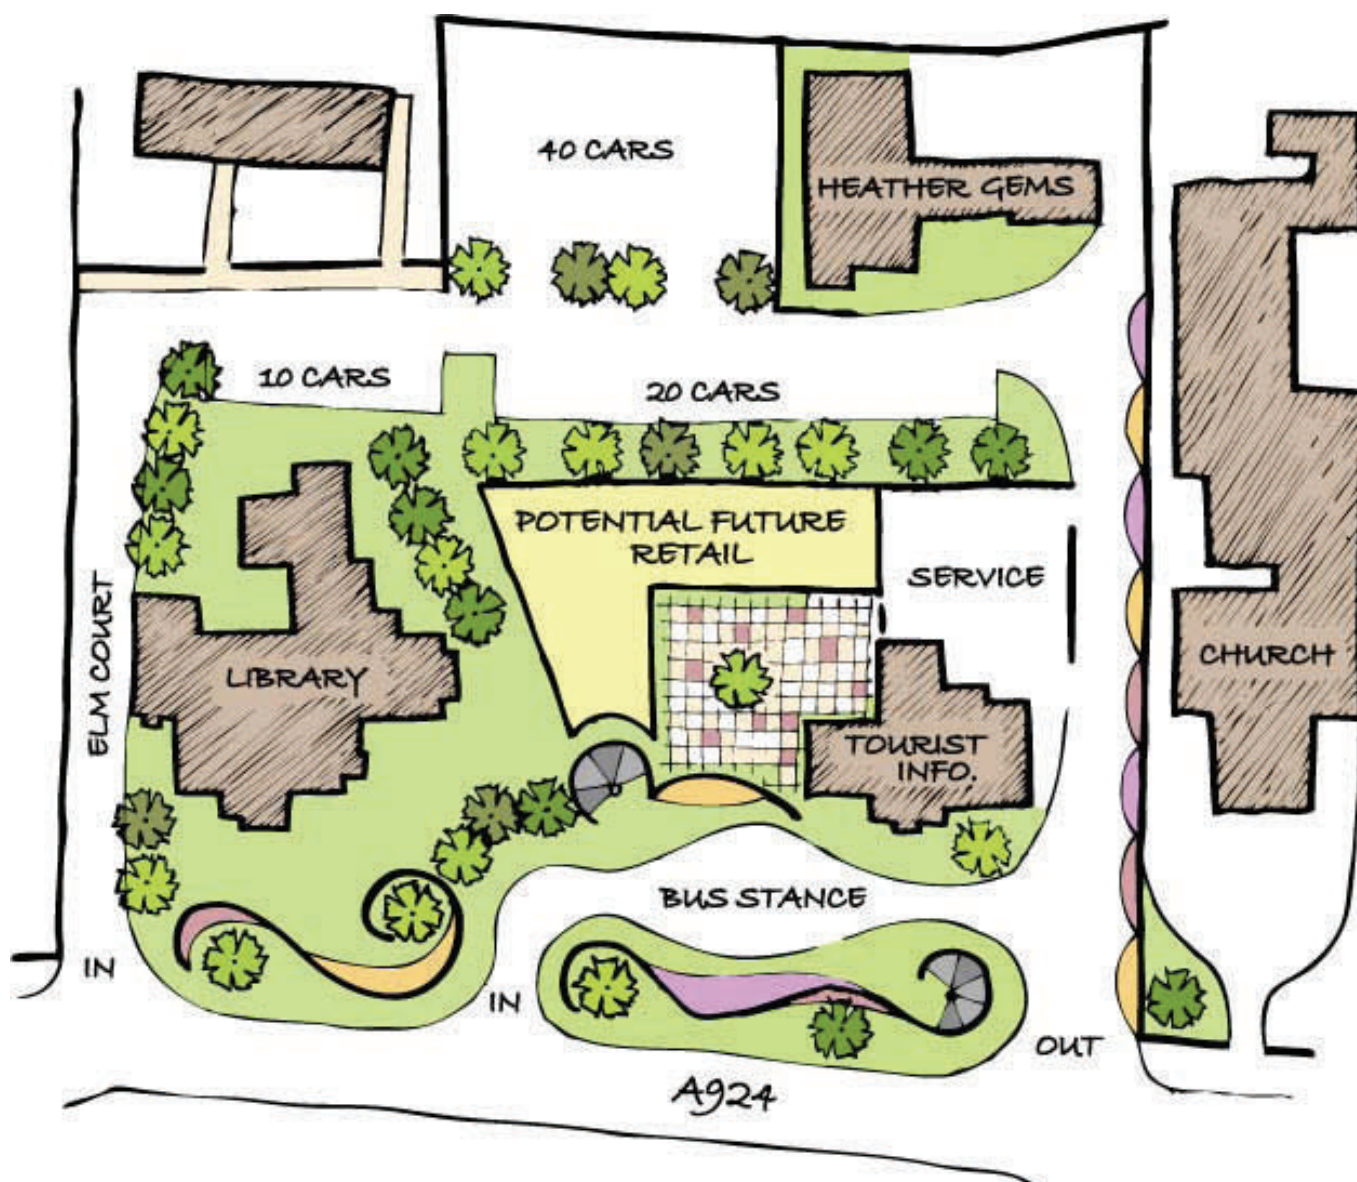 40 CARS
HEATHER GEMS
10 CARS
20 CARS
POTENTIAL FUTURE
RETAIL
SERVICE
ELM COURT
LIBRARY
CHURCH
TOURIST
INFO.
BUS STANCE
IN
IN
OUT
A924